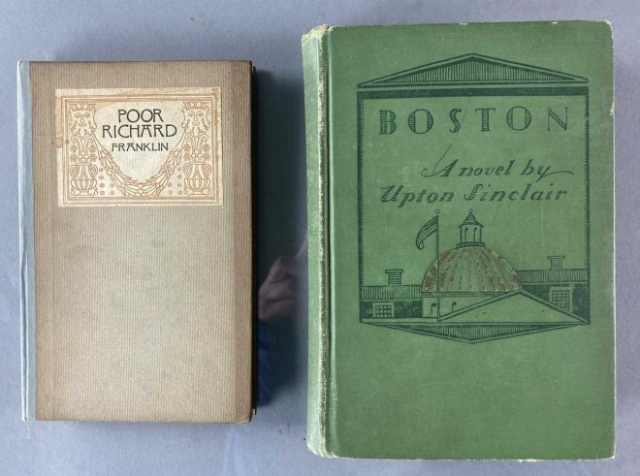 POOR
RICHARD
FRANKLIN
BOSTON
A novel by
Upton Sinclair